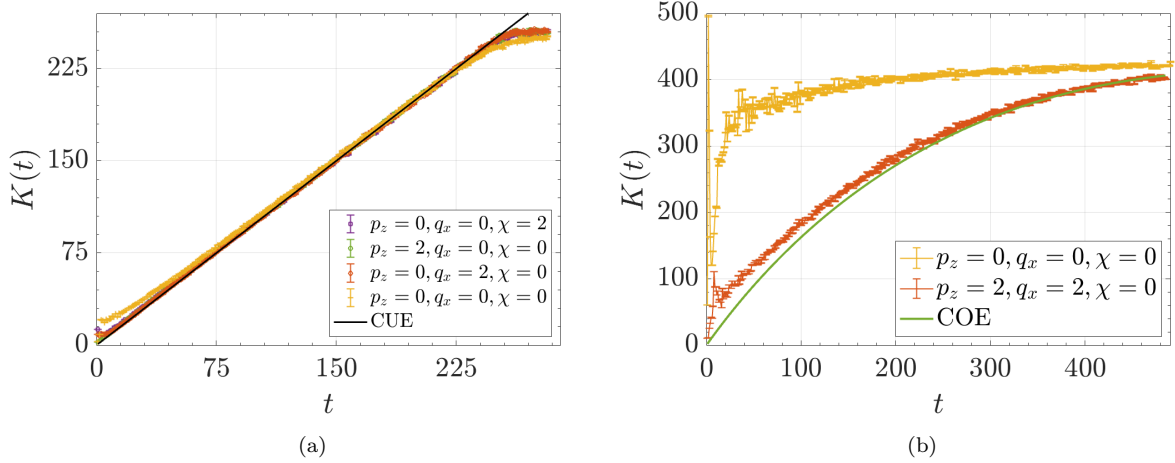 K(t)
225
150
75
0
0 75 150 225
t
p_z = 0, q_x = 0, χ = 2
p_z = 2, q_x = 0, χ = 0
p_z = 0, q_x = 2, χ = 0
p_z = 0, q_x = 0, χ = 0
CUE
(a)
K(t)
500
400
300
200
100
0
0 100 200 300 400
t
p_z = 0, q_x = 0, χ = 0
p_z = 2, q_x = 2, χ = 0
COE
(b)